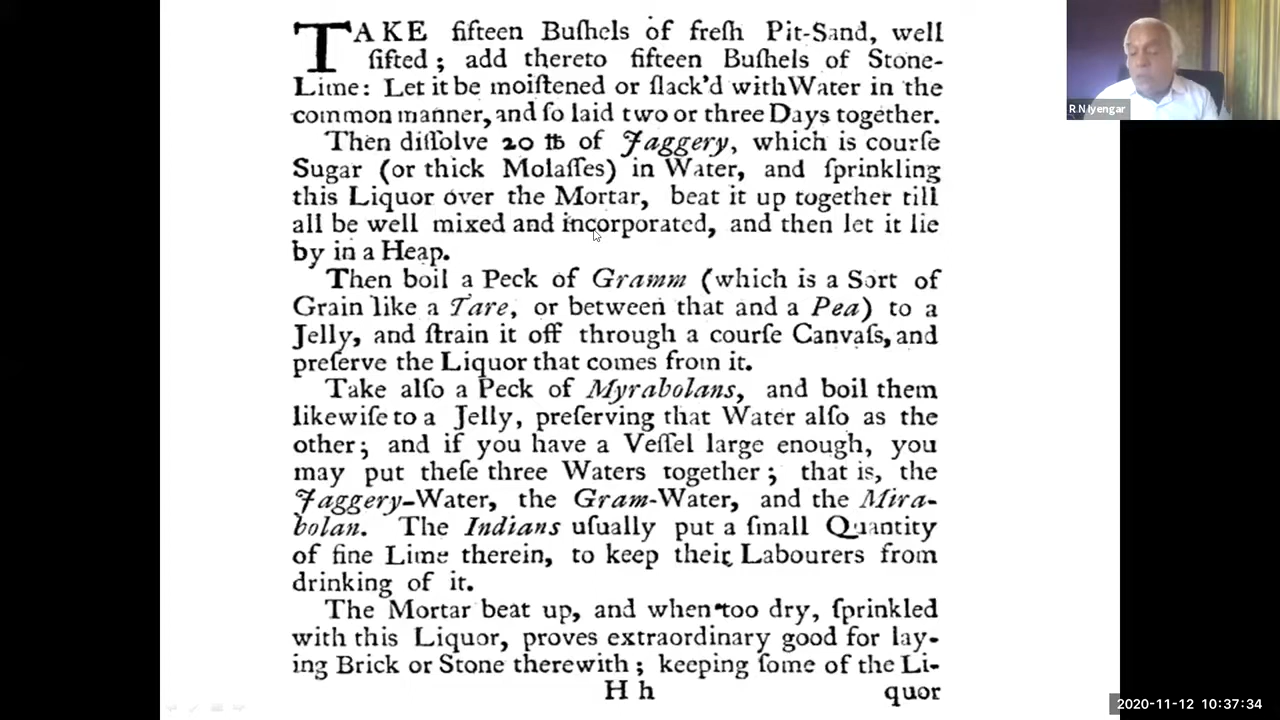 TAKE fifteen Buſhels of freſh Pit-Sand, well
ſifted; add thereto fifteen Buſhels of Stone-
Lime: Let it be moiſtened or ſlack'd with Water in the
common manner, and ſo laid two or three Days together.
Then diſſolve 20 ℔ of Jaggery, which is courſe
Sugar (or thick Molaſſes) in Water, and ſprinkling
this Liquor over the Mortar, beat it up together till
all be well mixed and incorporated, and then let it lie
by in a Heap.
Then boil a Peck of Gramm (which is a Sort of
Grain like a Tare, or between that and a Pea) to a
Jelly, and ſtrain it off through a courſe Canvaſs, and
preſerve the Liquor that comes from it.
Take alſo a Peck of Myrabolans, and boil them
likewiſe to a Jelly, preſerving that Water alſo as the
other; and if you have a Veſſel large enough, you
may put theſe three Waters together; that is, the
Jaggery-Water, the Gram-Water, and the Mira-
bolan. The Indians uſually put a ſmall Quantity
of fine Lime therein, to keep their Labourers from
drinking of it.
The Mortar beat up, and when too dry, ſprinkled
with this Liquor, proves extraordinary good for lay-
ing Brick or Stone therewith; keeping ſome of the Li-
H h quor
R N Iyengar
2020-11-12 10:37:34